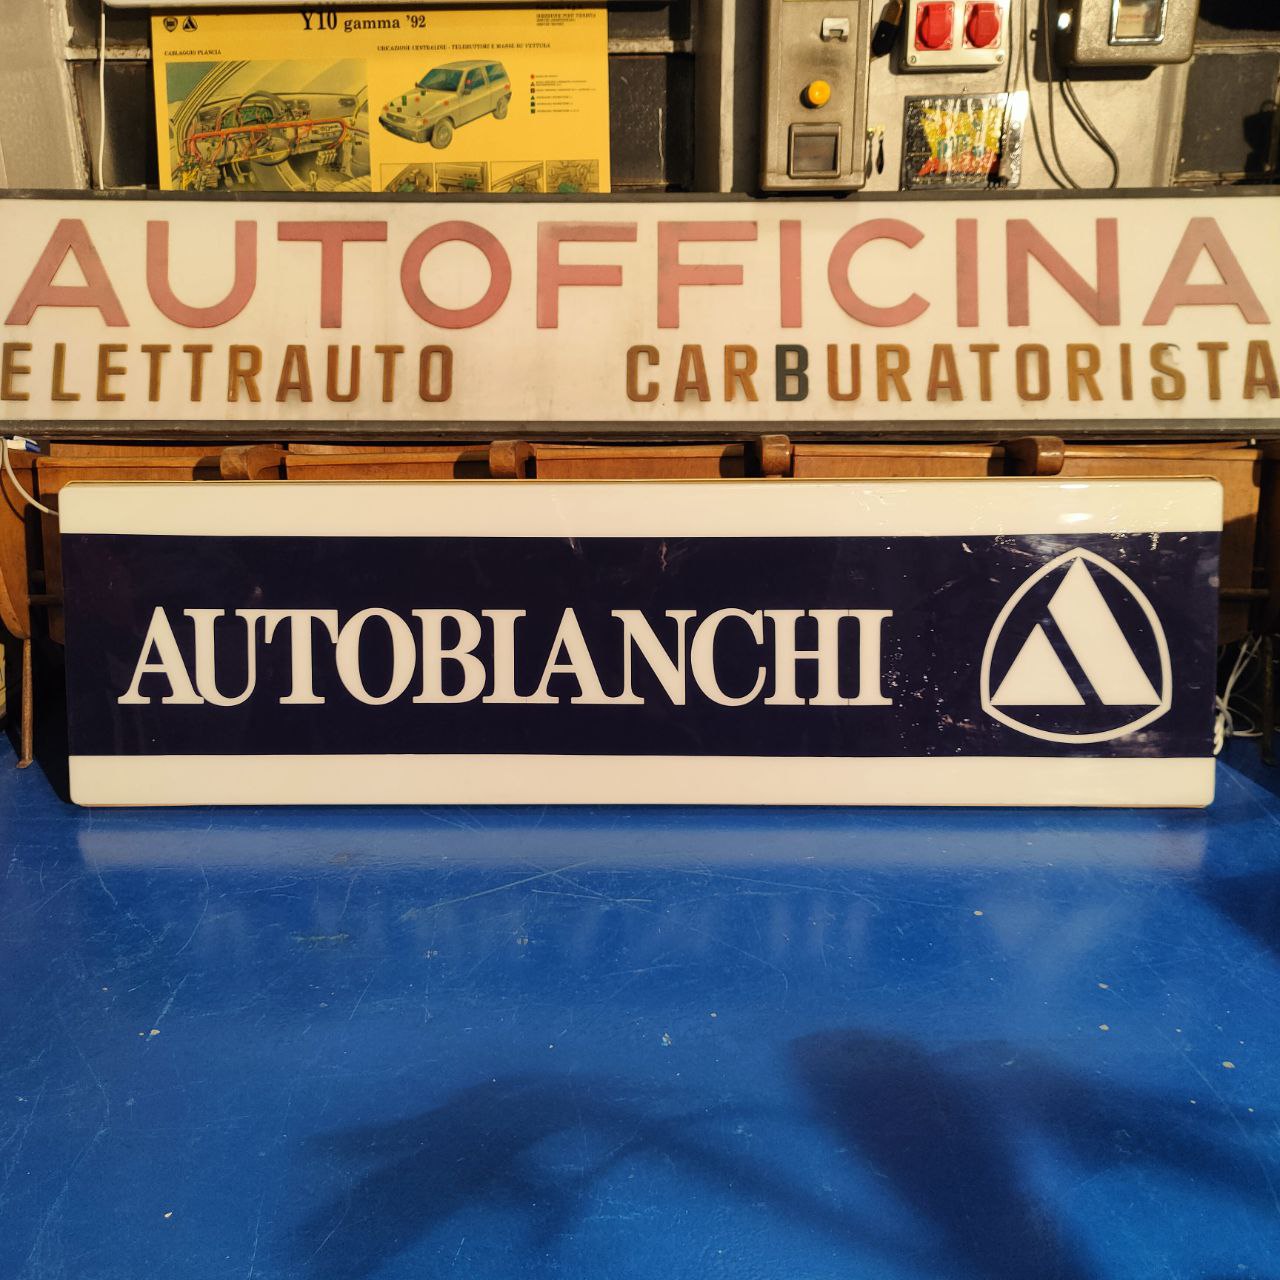 Y10 gamma '92
CABLAGGIO PLANCIA
UBICAZIONE CENTRALINE - TELERUTTORI E MASSE SU VETTURA
AUTOFFICINA
ELETTRAUTO CARBURATORISTA
AUTOBIANCHI